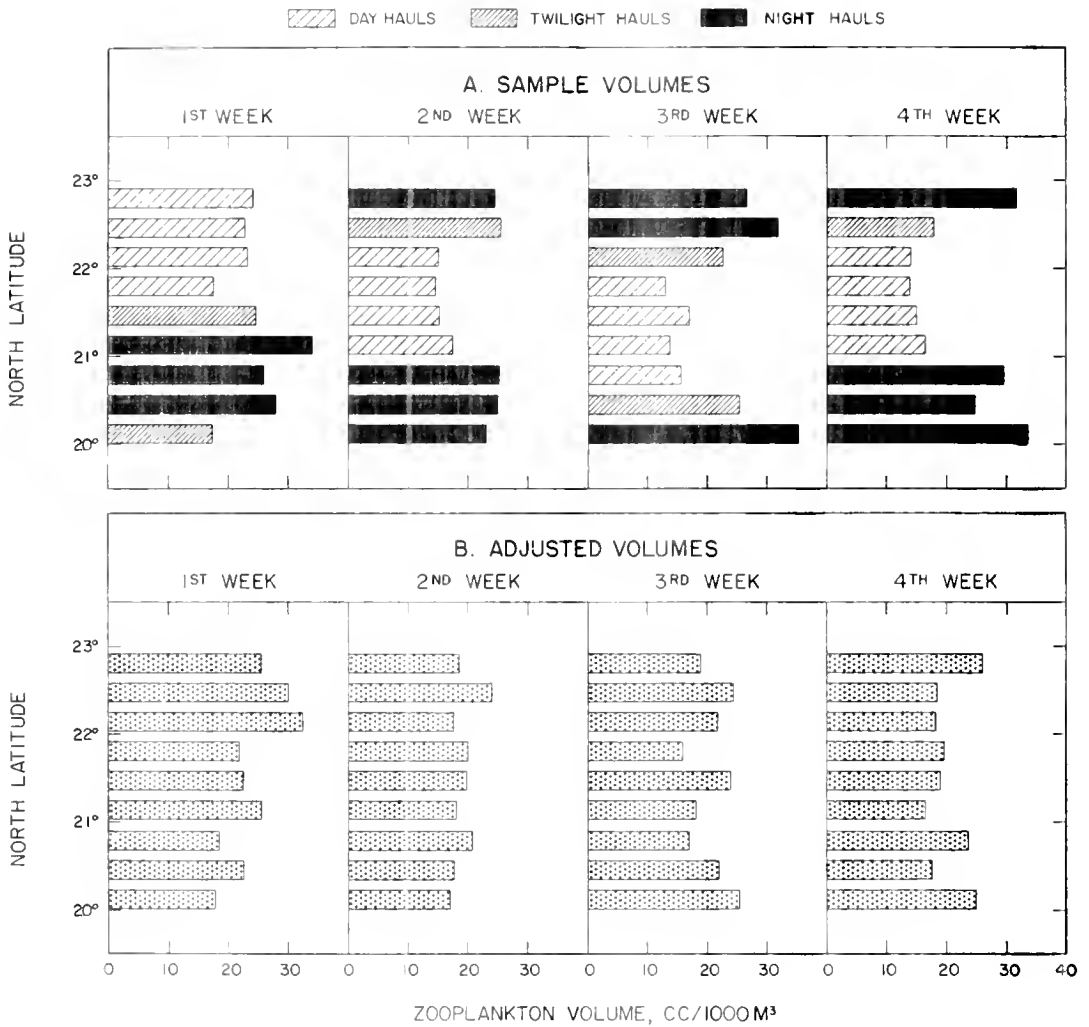 DAY HAULS TWILIGHT HAULS NIGHT HAULS
A. SAMPLE VOLUMES
1ST WEEK 2ND WEEK 3RD WEEK 4TH WEEK
NORTH LATITUDE
23°
22°
21°
20°
B. ADJUSTED VOLUMES
1ST WEEK 2ND WEEK 3RD WEEK 4TH WEEK
NORTH LATITUDE
23°
22°
21°
20°
0 10 20 30 0 10 20 30 0 10 20 30 0 10 20 30 40
ZOOPLANKTON VOLUME, CC/1000M³